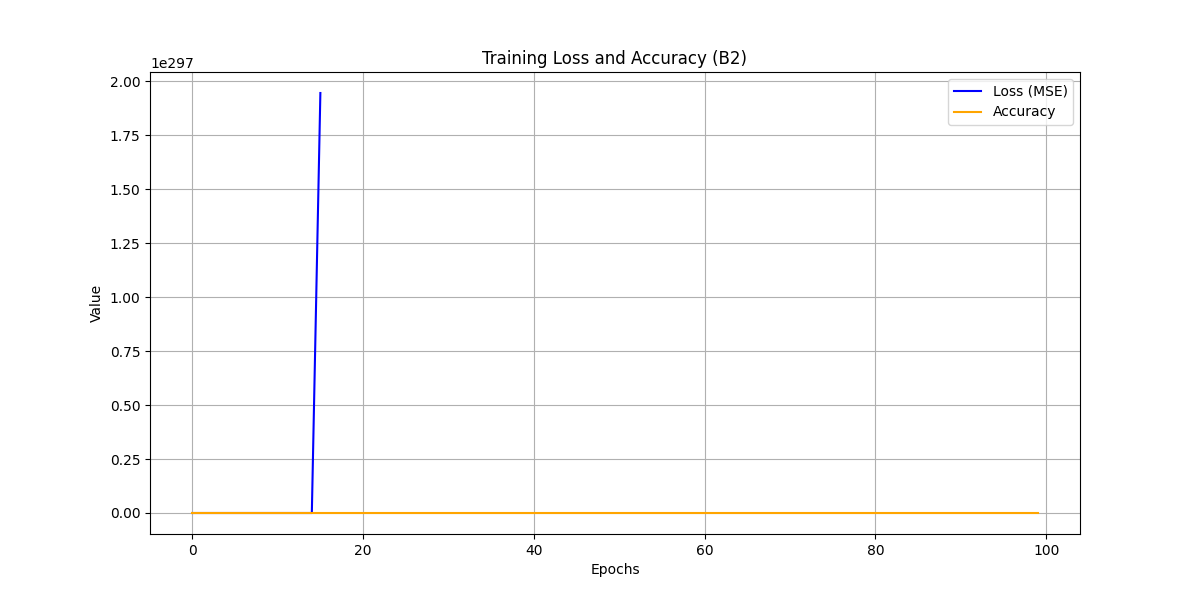 Training Loss and Accuracy (B2)
1e297
2.00
1.75
1.50
1.25
1.00
0.75
0.50
0.25
0.00
Value
Loss (MSE)
Accuracy
0 20 40 60 80 100
Epochs